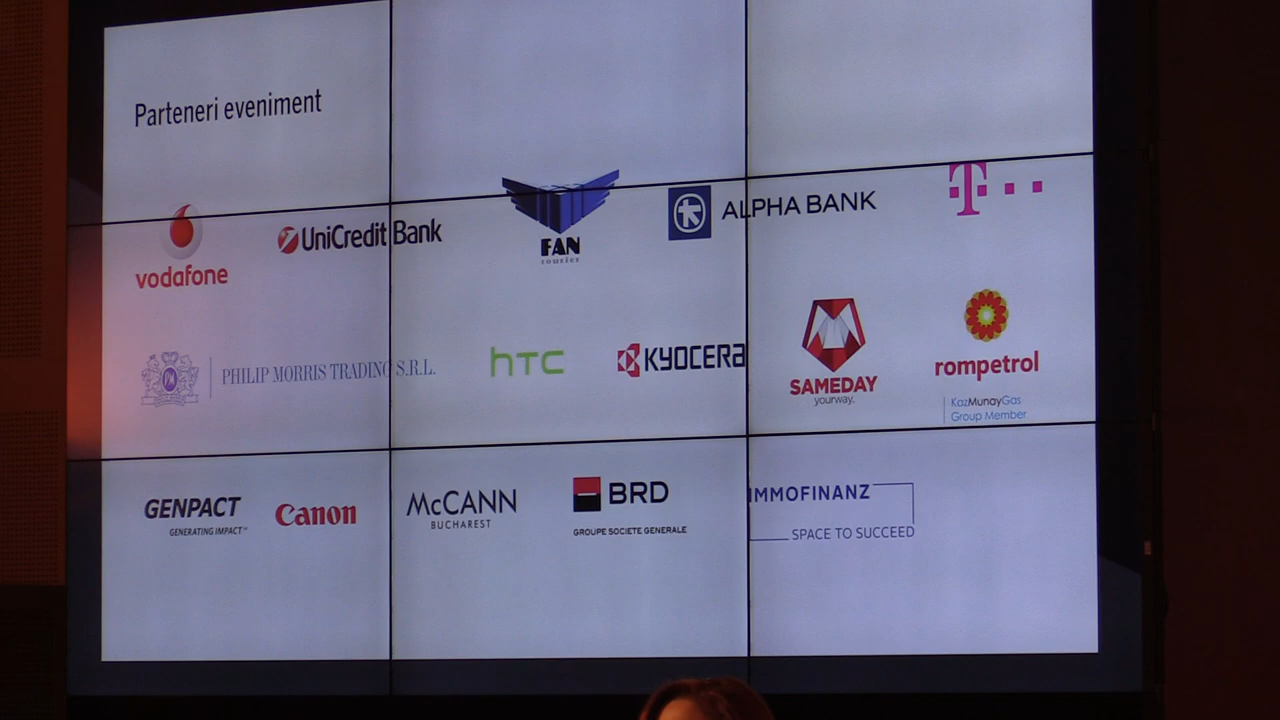 Parteneri eveniment
vodafone
UniCredit Bank
FAN
courier
ALPHA BANK
T
PHILIP MORRIS TRADING S.R.L.
hTC
KYOCERA
SAMEDAY
yourway.
rompetrol
KazMunayGas
Group Member
GENPACT
GENERATING IMPACT™
Canon
McCANN
BUCHAREST
BRD
GROUPE SOCIETE GENERALE
IMMOFINANZ
SPACE TO SUCCEED